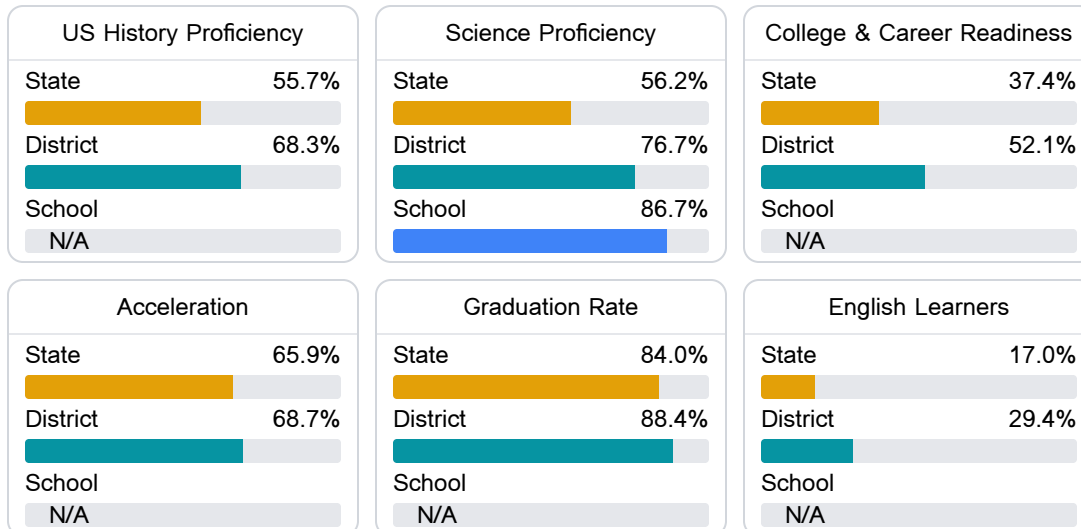 US History Proficiency
State 55.7%
District 68.3%
School
N/A
Science Proficiency
State 56.2%
District 76.7%
School 86.7%
College & Career Readiness
State 37.4%
District 52.1%
School
N/A
Acceleration
State 65.9%
District 68.7%
School
N/A
Graduation Rate
State 84.0%
District 88.4%
School
N/A
English Learners
State 17.0%
District 29.4%
School
N/A